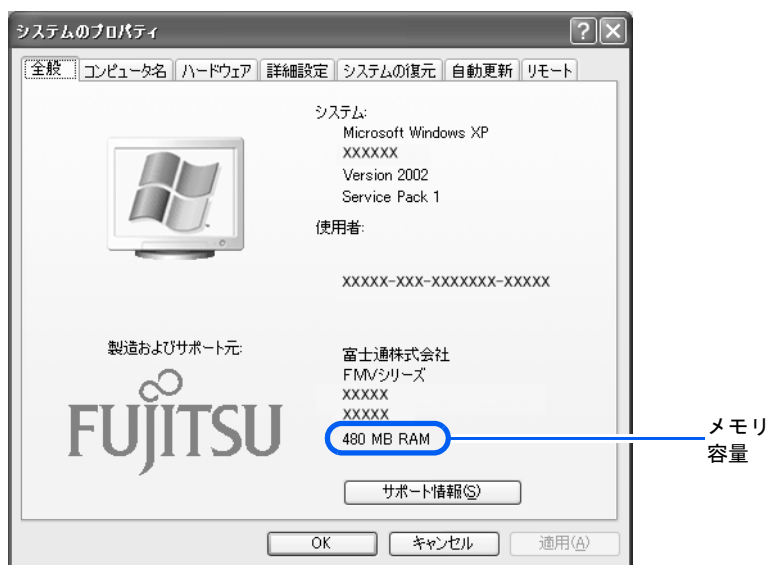 システムのプロパティ
全般 コンピュータ名 ハードウェア 詳細設定 システムの復元 自動更新 リモート
システム:
Microsoft Windows XP
XXXXXX
Version 2002
Service Pack 1
使用者:
XXXXX-XXX-XXXXXXX-XXXXX
製造およびサポート元:
FUJITSU
富士通株式会社
FMVシリーズ
XXXXX
XXXXX
480 MB RAM
メモリ
容量
サポート情報(S)
OK キャンセル 適用(A)